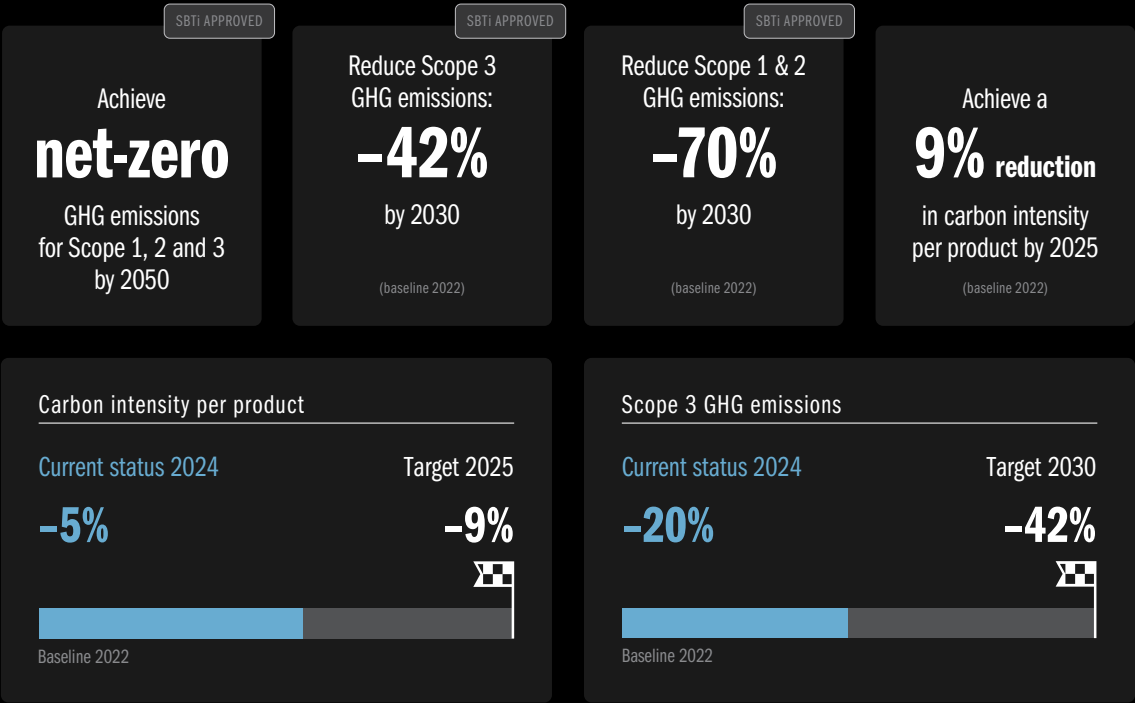 SBTi APPROVED
Achieve
net-zero
GHG emissions
for Scope 1, 2 and 3
by 2050
SBTi APPROVED
Reduce Scope 3
GHG emissions:
–42%
by 2030
(baseline 2022)
SBTi APPROVED
Reduce Scope 1 & 2
GHG emissions:
–70%
by 2030
(baseline 2022)
Achieve a
9% reduction
in carbon intensity
per product by 2025
(baseline 2022)
Carbon intensity per product
Current status 2024
Target 2025
–5%
–9%
Baseline 2022
Scope 3 GHG emissions
Current status 2024
Target 2030
–20%
–42%
Baseline 2022